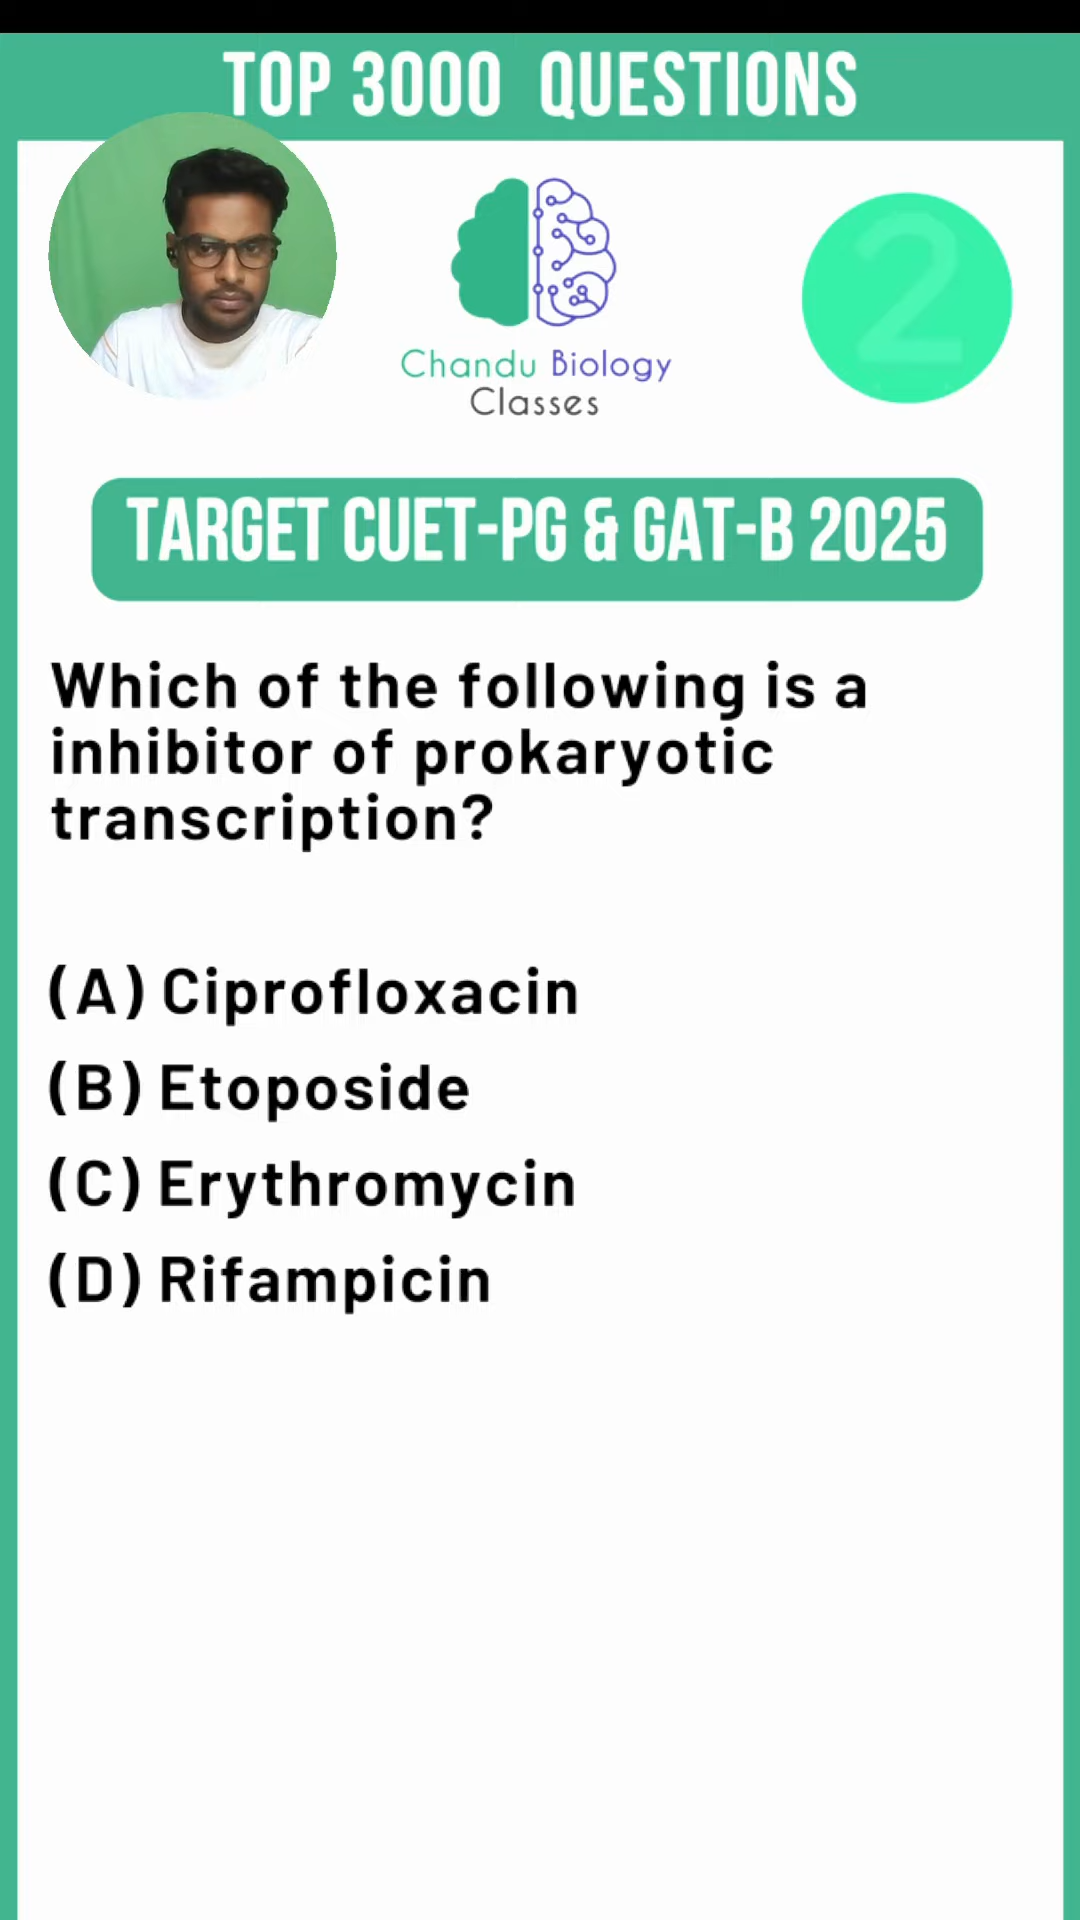 TOP 3000 QUESTIONS
2
Chandu Biology
Classes
TARGET CUET-PG & GAT-B 2025
Which of the following is a
inhibitor of prokaryotic
transcription?
(A) Ciprofloxacin
(B) Etoposide
(C) Erythromycin
(D) Rifampicin